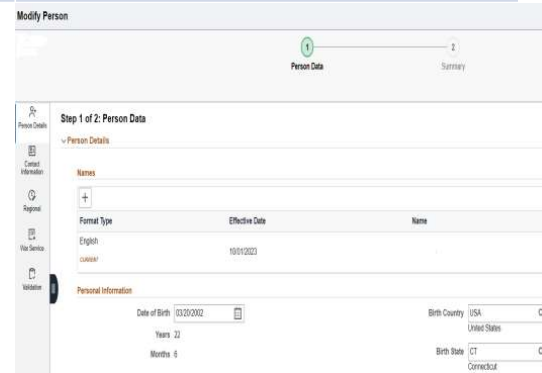 Modify Person
1
2
Person Data
Summary
Person Details
Contact Information
Regional
War Service
Validation
Step 1 of 2: Person Data
Person Details
Names
+
Format Type Effective Date Name
English
CURRENT
10/01/2023
Personal Information
Date of Birth 03/20/2002 Birth Country USA
United States
Years 22
Months 6 Birth State CT
Connecticut